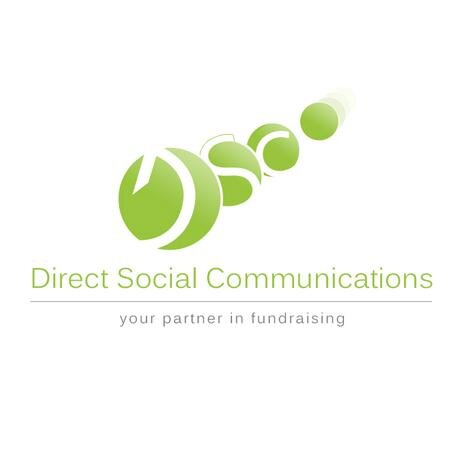 DSC
Direct Social Communications
your partner in fundraising